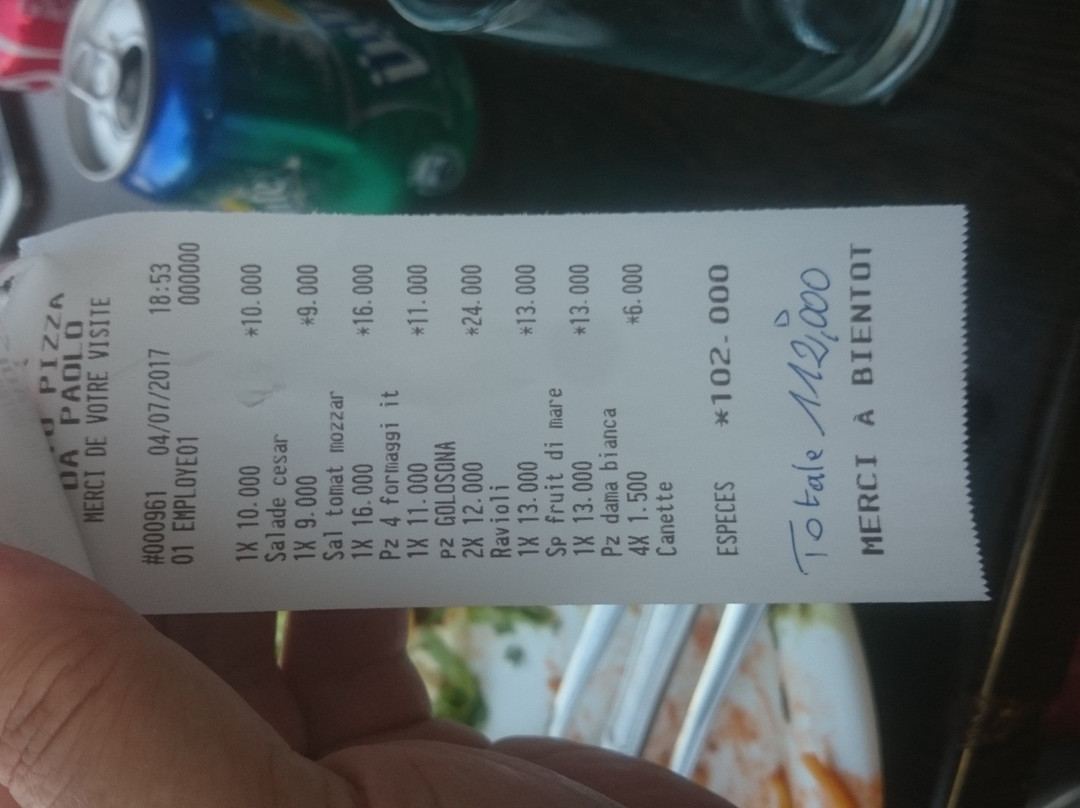 PIZZA
DA PAOLO
MERCI DE VOTRE VISITE
#000961 04/07/2017 18:53
01 EMPLOYE01 000000
1X 10.000 *10.000
Salade cesar
1X 9.000 *9.000
Sal tomat mozzar
1X 16.000 *16.000
Pz 4 formaggi it
1X 11.000 *11.000
pz GOLOSONA
2X 12.000 *24.000
Ravioli
1X 13.000 *13.000
Sp fruit di mare
1X 13.000 *13.000
Pz dama bianca
4X 1.500 *6.000
Canette
ESPECES *102.000
Totale 112,000
MERCI À BIENTOT